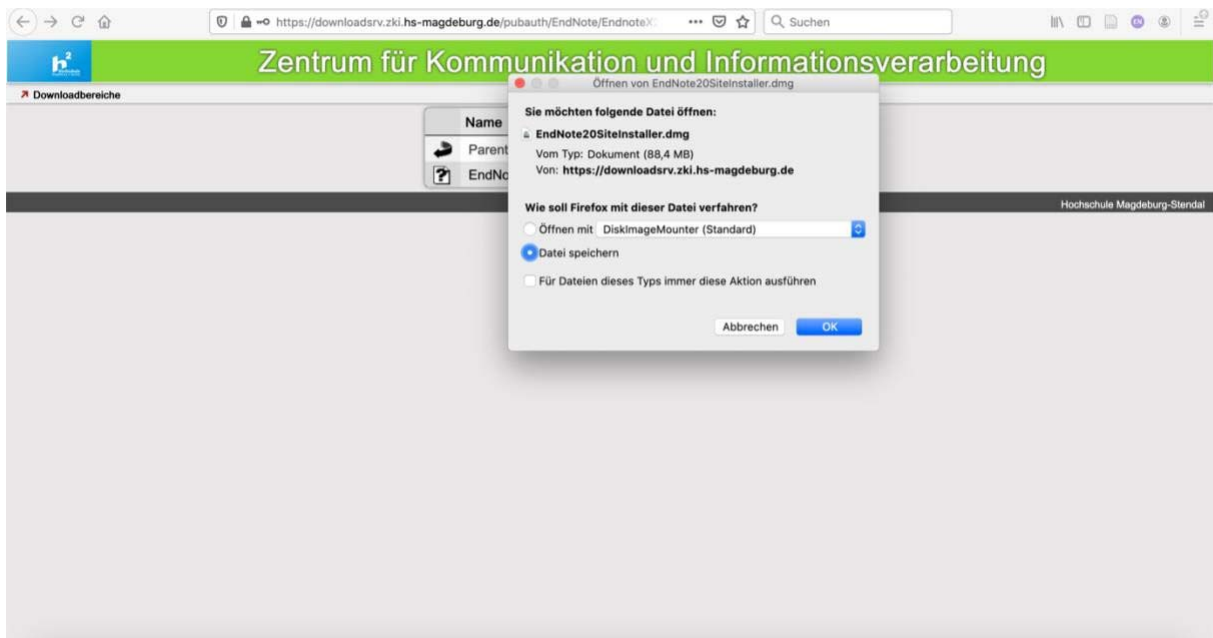 https://downloadsrv.zki.hs-magdeburg.de/pubauth/EndNote/EndnoteX
Suchen
h²
Zentrum für Kommunikation und Informationsverarbeitung
Downloadbereiche
Name
Parent
EndNo
Hochschule Magdeburg-Stendal
Öffnen von EndNote20SiteInstaller.dmg
Sie möchten folgende Datei öffnen:
EndNote20SiteInstaller.dmg
Vom Typ: Dokument (88,4 MB)
Von: https://downloadsrv.zki.hs-magdeburg.de
Wie soll Firefox mit dieser Datei verfahren?
Öffnen mit DiskImageMounter (Standard)
Datei speichern
Für Dateien dieses Typs immer diese Aktion ausführen
Abbrechen OK